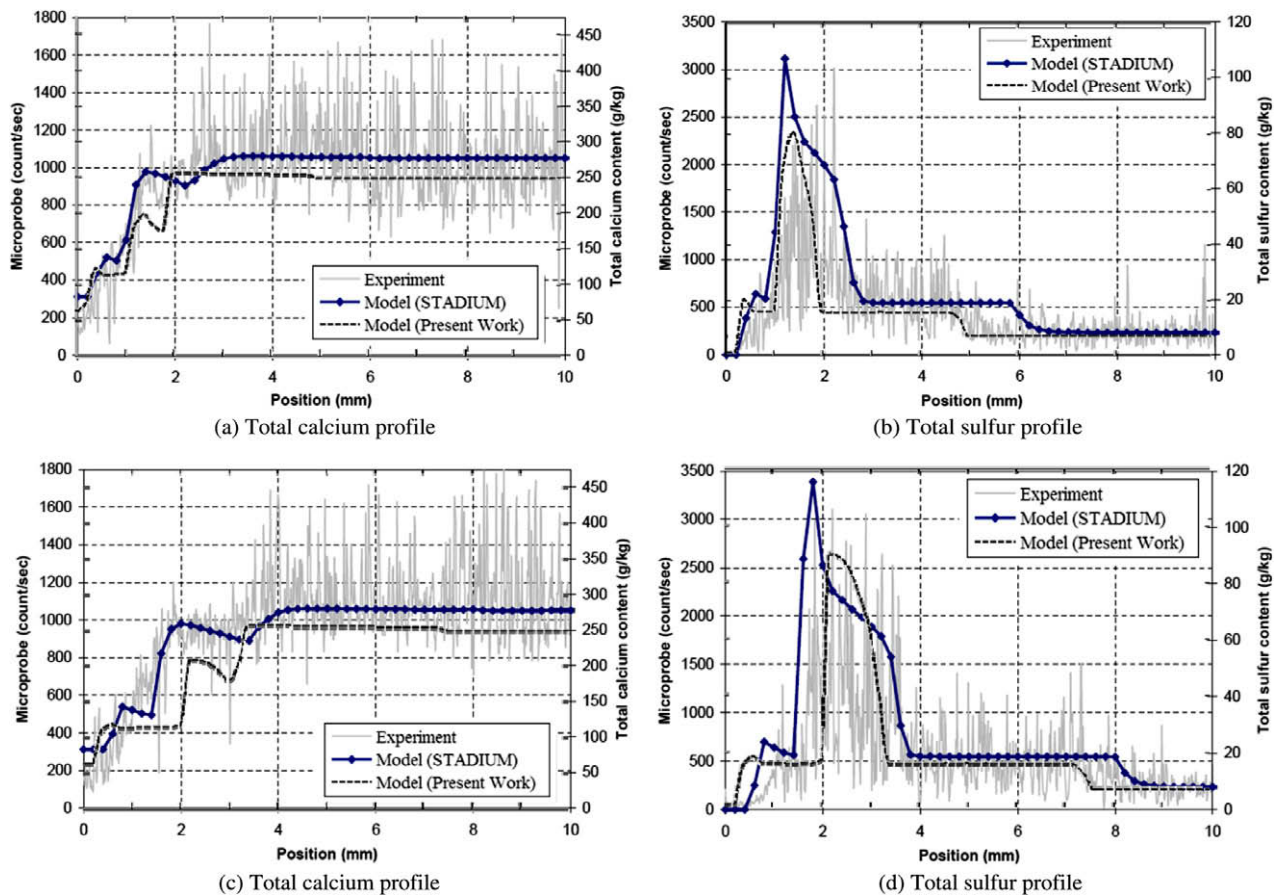 1800
1600
1400
1200
1000
800
600
400
200
0
Microprobe (count/sec)
450
400
350
300
250
200
150
100
50
0
Total calcium content (g/kg)
Experiment
Model (STADIUM)
Model (Present Work)
0 2 4 6 8 10
Position (mm)
(a) Total calcium profile
3500
3000
2500
2000
1500
1000
500
0
Microprobe (count/sec)
120
100
80
60
40
20
0
Total sulfur content (g/kg)
Experiment
Model (STADIUM)
Model (Present Work)
0 2 4 6 8 10
Position (mm)
(b) Total sulfur profile
1800
1600
1400
1200
1000
800
600
400
200
0
Microprobe (count/sec)
450
400
350
300
250
200
150
100
50
0
Total calcium content (g/kg)
Experiment
Model (STADIUM)
Model (Present Work)
0 2 4 6 8 10
Position (mm)
(c) Total calcium profile
3500
3000
2500
2000
1500
1000
500
0
Microprobe (count/sec)
120
100
80
60
40
20
0
Total sulfur content (g/kg)
Experiment
Model (STADIUM)
Model (Present Work)
0 2 4 6 8 10
Position (mm)
(d) Total sulfur profile